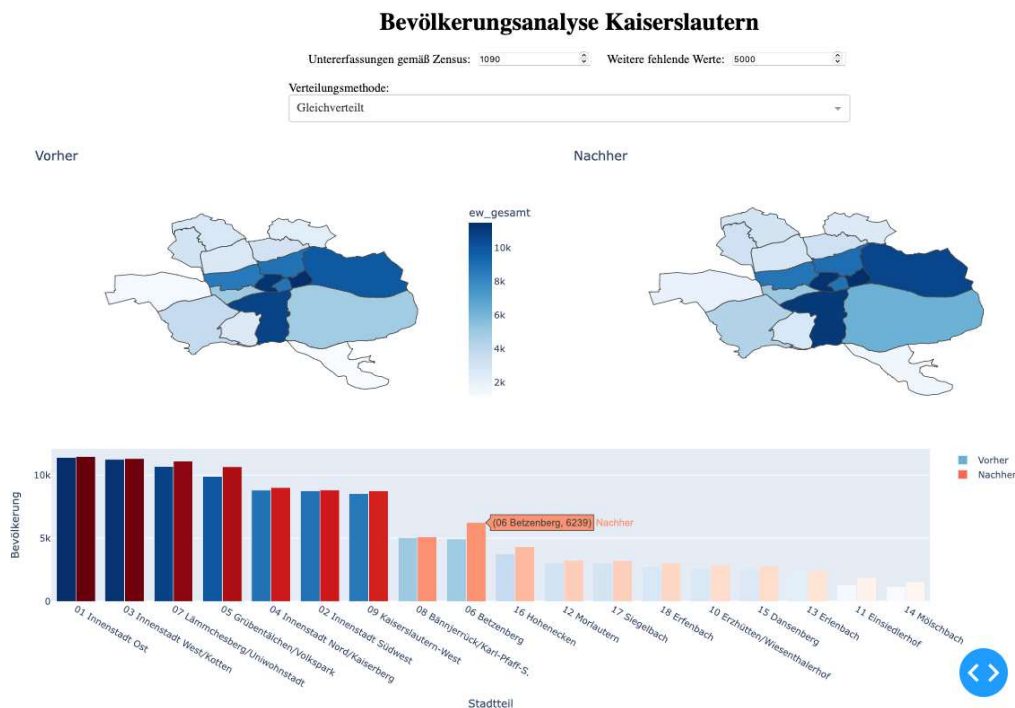 Bevölkerungsanalyse Kaiserslautern
Untererfassungen gemäß Zensus: 1090 Weitere fehlende Werte: 5000
Verteilungsmethode:
Gleichverteilt
Vorher
Nachher
ew_gesamt
10k
8k
6k
4k
2k
Bevölkerung
10k
5k
0
(06 Betzenberg, 6239) Nachher
Vorher
Nachher
01 Innenstadt Ost
03 Innenstadt West/Kotten
07 Lämmchesberg/Uniwohnstadt
05 Grübentälchen/Volkspark
04 Innenstadt Nord/Kaiserberg
02 Innenstadt Südwest
09 Kaiserslautern-West
08 Bännjerrück/Karl-Pfaff-S.
06 Betzenberg
16 Hohenecken
12 Morlautern
17 Siegelbach
18 Erfenbach
10 Erzhütten/Wiesenthalerhof
15 Dansenberg
13 Erlenbach
11 Einsiedlerhof
14 Mölschbach
Stadtteil